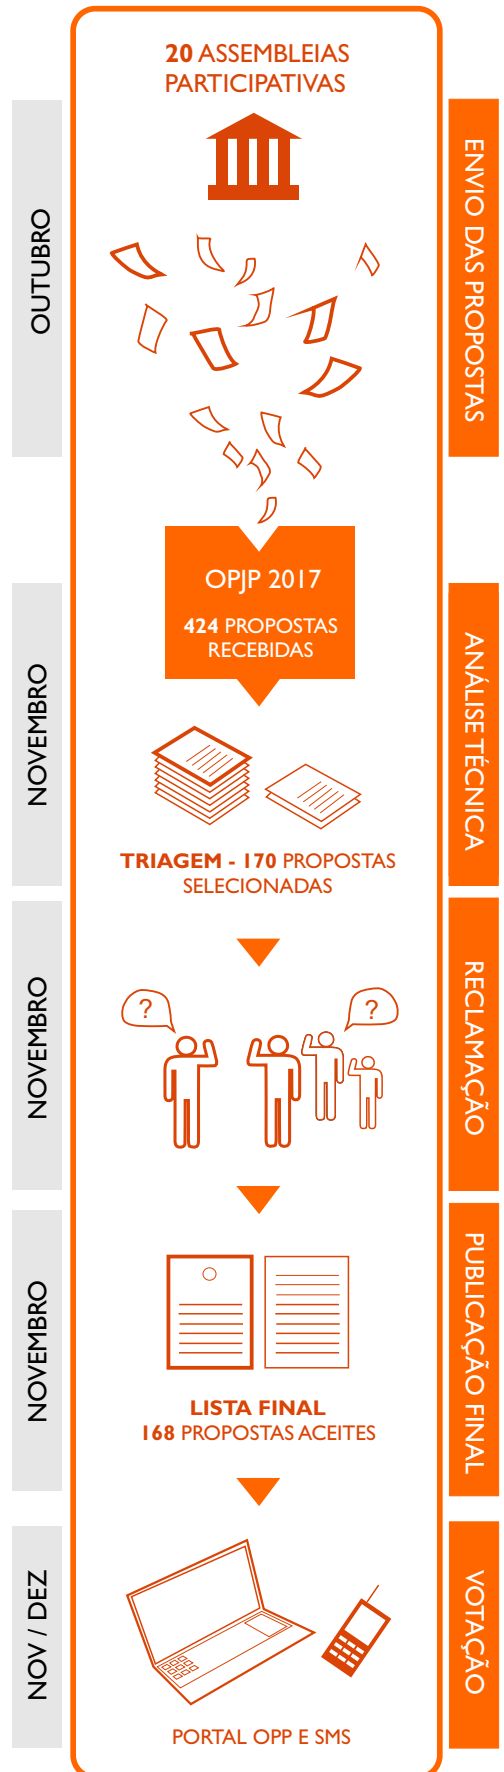 20 ASSEMBLEIAS
PARTICIPATIVAS
OUTUBRO
ENVIO DAS PROPOSTAS
OPJP 2017
424 PROPOSTAS
RECEBIDAS
NOVEMBRO
ANÁLISE TÉCNICA
TRIAGEM - 170 PROPOSTAS
SELECIONADAS
NOVEMBRO
RECLAMAÇÃO
?
?
NOVEMBRO
PUBLICAÇÃO FINAL
LISTA FINAL
168 PROPOSTAS ACEITES
NOV / DEZ
VOTAÇÃO
PORTAL OPP E SMS